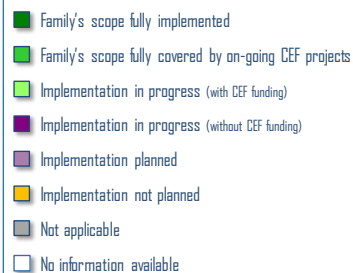 Family's scope fully implemented
Family's scope fully covered by on-going CEF projects
Implementation in progress (with CEF funding)
Implementation in progress (without CEF funding)
Implementation planned
Implementation not planned
Not applicable
No information available